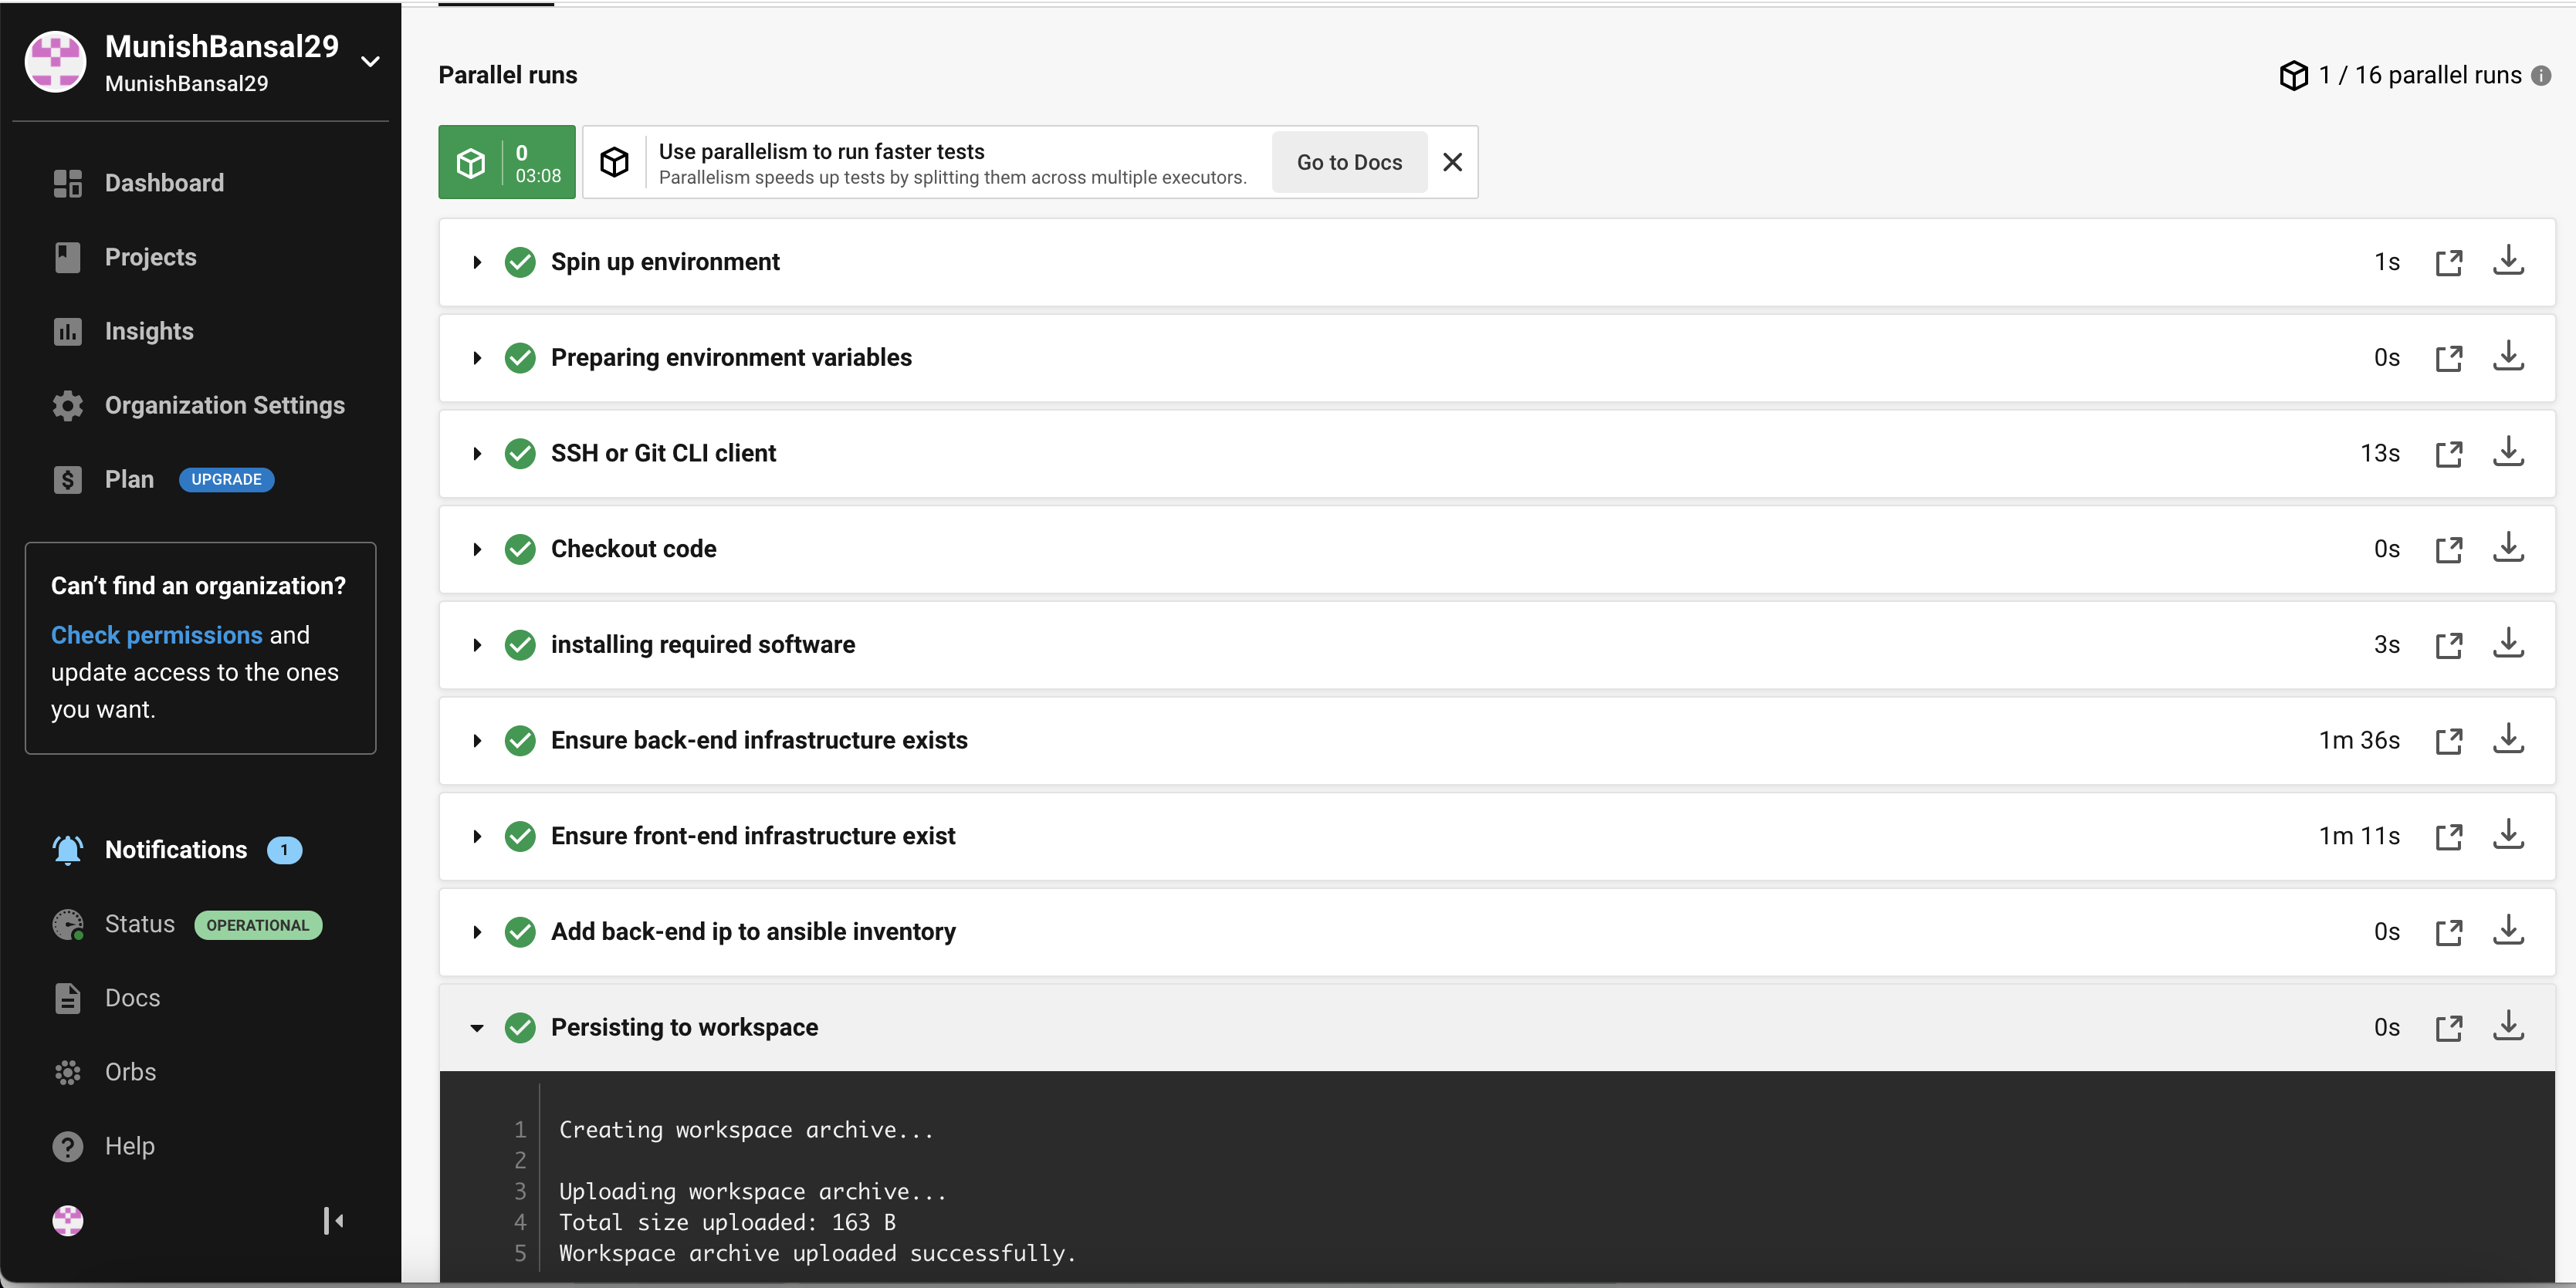 MunishBansal29
MunishBansal29
Dashboard
Projects
Insights
Organization Settings
Plan UPGRADE
Can’t find an organization?
Check permissions and
update access to the ones
you want.
Notifications 1
Status OPERATIONAL
Docs
Orbs
Help
Parallel runs
1 / 16 parallel runs
0
03:08
Use parallelism to run faster tests
Parallelism speeds up tests by splitting them across multiple executors.
Go to Docs
Spin up environment 1s
Preparing environment variables 0s
SSH or Git CLI client 13s
Checkout code 0s
installing required software 3s
Ensure back-end infrastructure exists 1m 36s
Ensure front-end infrastructure exist 1m 11s
Add back-end ip to ansible inventory 0s
Persisting to workspace 0s
1 Creating workspace archive...
2
3 Uploading workspace archive...
4 Total size uploaded: 163 B
5 Workspace archive uploaded successfully.